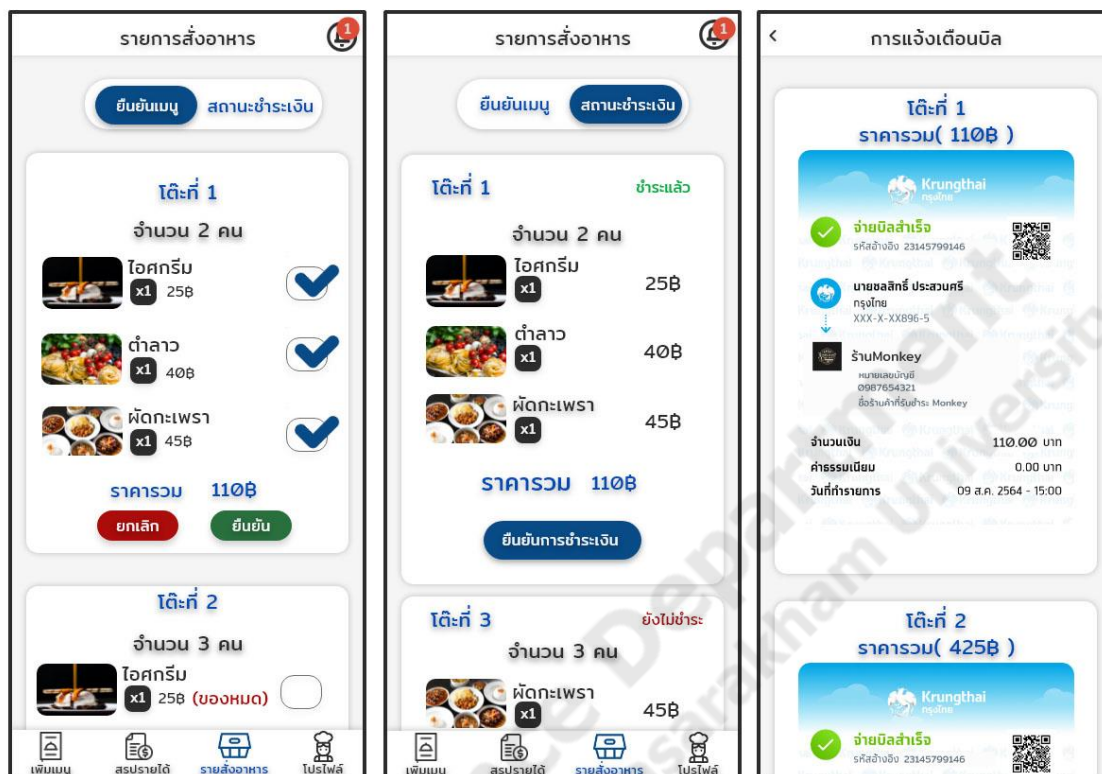 รายการสั่งอาหาร
1
ยืนยันเมนู
สถานะชำระเงิน
โต๊ะที่ 1
จำนวน 2 คน
ไอศกรีม
x1 25฿
ตำลาว
x1 40฿
ผัดกะเพรา
x1 45฿
ราคารวม 110฿
ยกเลิก
ยืนยัน
โต๊ะที่ 2
จำนวน 3 คน
ไอศกรีม
x1 25฿ (ของหมด)
เพิ่มเมนู
สรุปรายได้
รายสั่งอาหาร
โปรไฟล์
รายการสั่งอาหาร
1
ยืนยันเมนู
สถานะชำระเงิน
โต๊ะที่ 1
ชำระแล้ว
จำนวน 2 คน
ไอศกรีม
x1 25฿
ตำลาว
x1 40฿
ผัดกะเพรา
x1 45฿
ราคารวม 110฿
ยืนยันการชำระเงิน
โต๊ะที่ 3
ยังไม่ชำระ
จำนวน 3 คน
ผัดกะเพรา
x1 45฿
เพิ่มเมนู
สรุปรายได้
รายสั่งอาหาร
โปรไฟล์
การแจ้งเตือนบิล
โต๊ะที่ 1
ราคารวม( 110฿ )
Krungthai
กรุงไทย
จ่ายบิลสำเร็จ
รหัสอ้างอิง 23145799146
นายชลสิทธิ์ ประสวนศรี
กรุงไทย
XXX-X-XX896-5
ร้านMonkey
หมายเลขบัญชี
0987654321
ชื่อร้านค้าที่รับชำระ Monkey
จำนวนเงิน 110.00 บาท
ค่าธรรมเนียม 0.00 บาท
วันที่ทำรายการ 09 ส.ค. 2564 - 15:00
โต๊ะที่ 2
ราคารวม( 425฿ )
Krungthai
กรุงไทย
จ่ายบิลสำเร็จ
รหัสอ้างอิง 23145799146